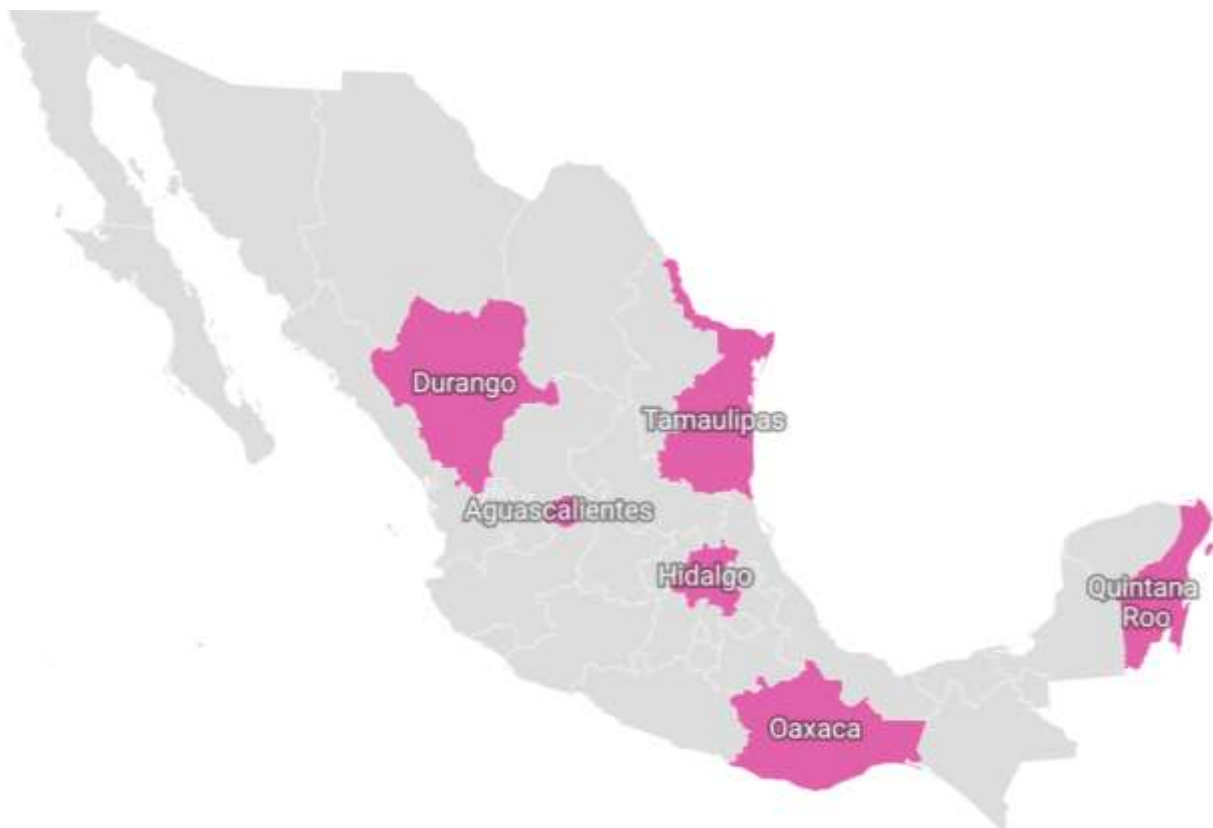 Durango
Tamaulipas
Aguascalientes
Hidalgo
Quintana
Roo
Oaxaca